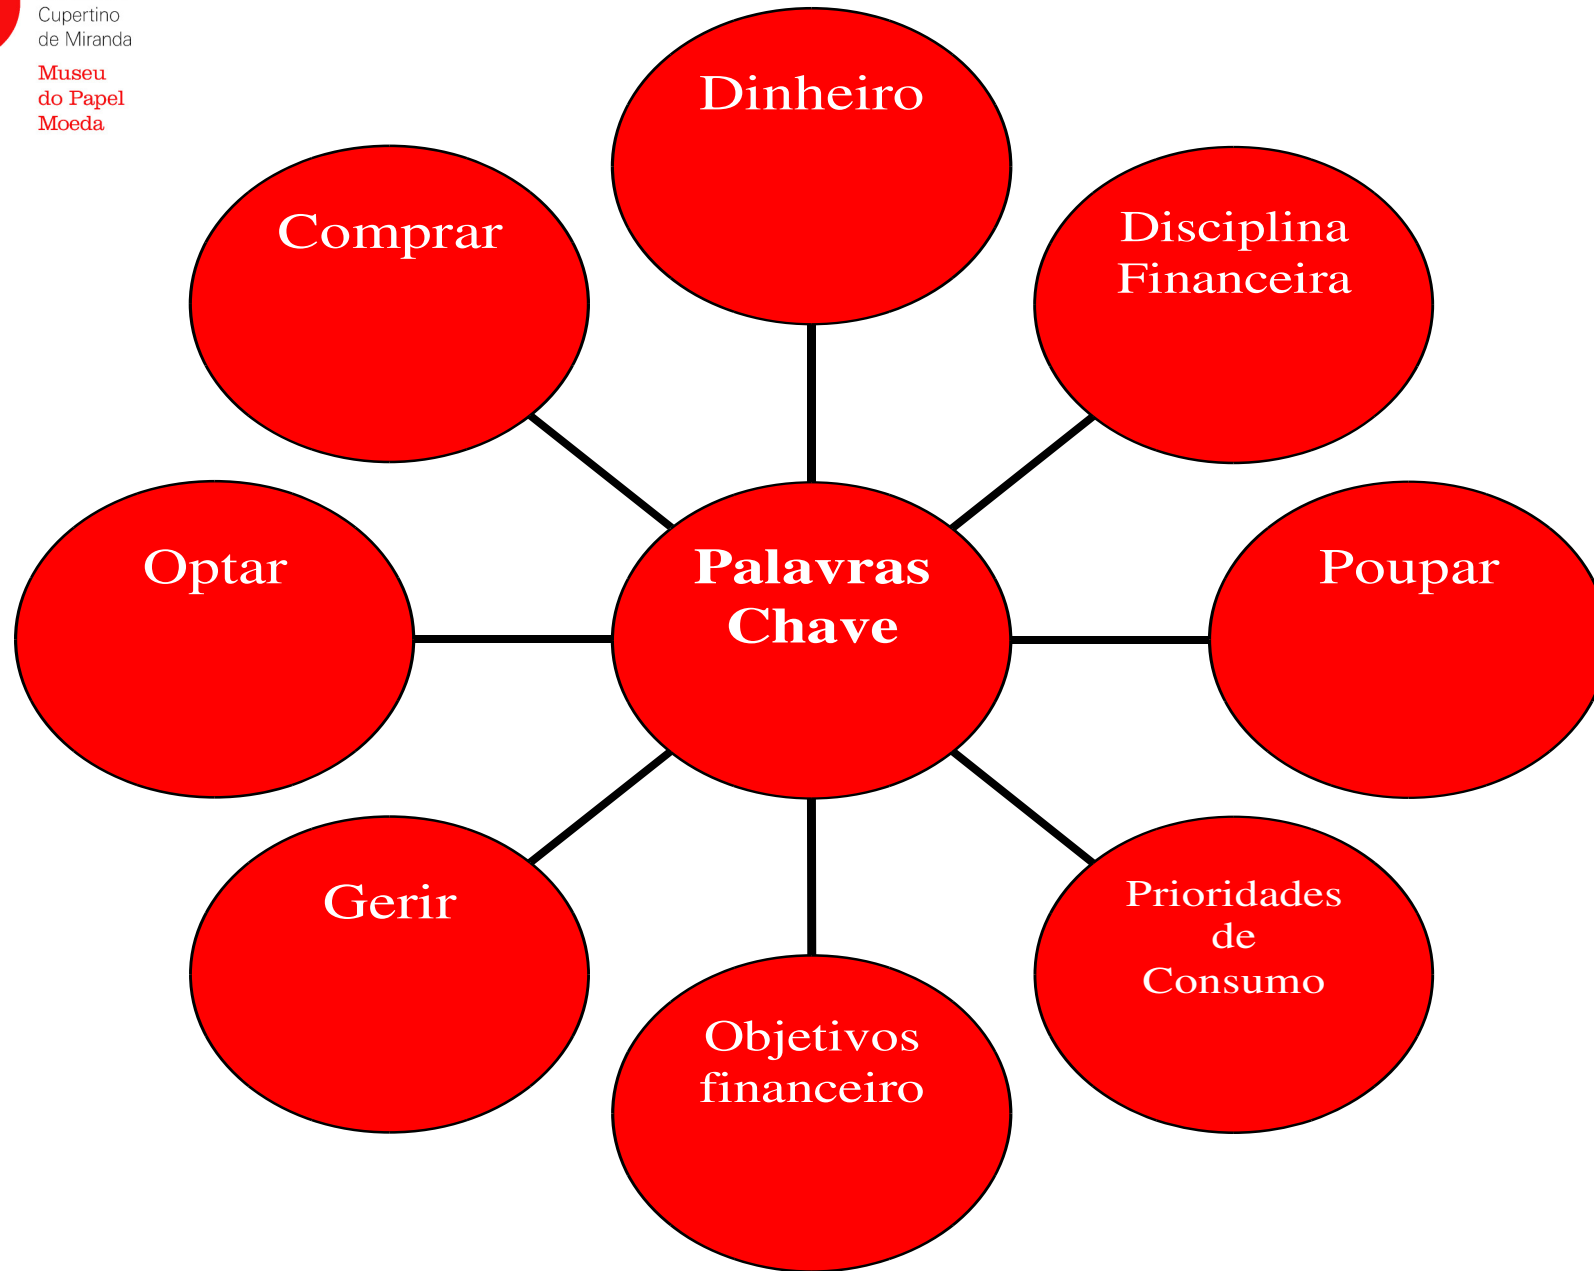 Cupertino
de Miranda
Museu
do Papel
Moeda
Dinheiro
Disciplina
Financeira
Poupar
Prioridades
de
Consumo
Objetivos
financeiro
Gerir
Optar
Comprar
Palavras
Chave